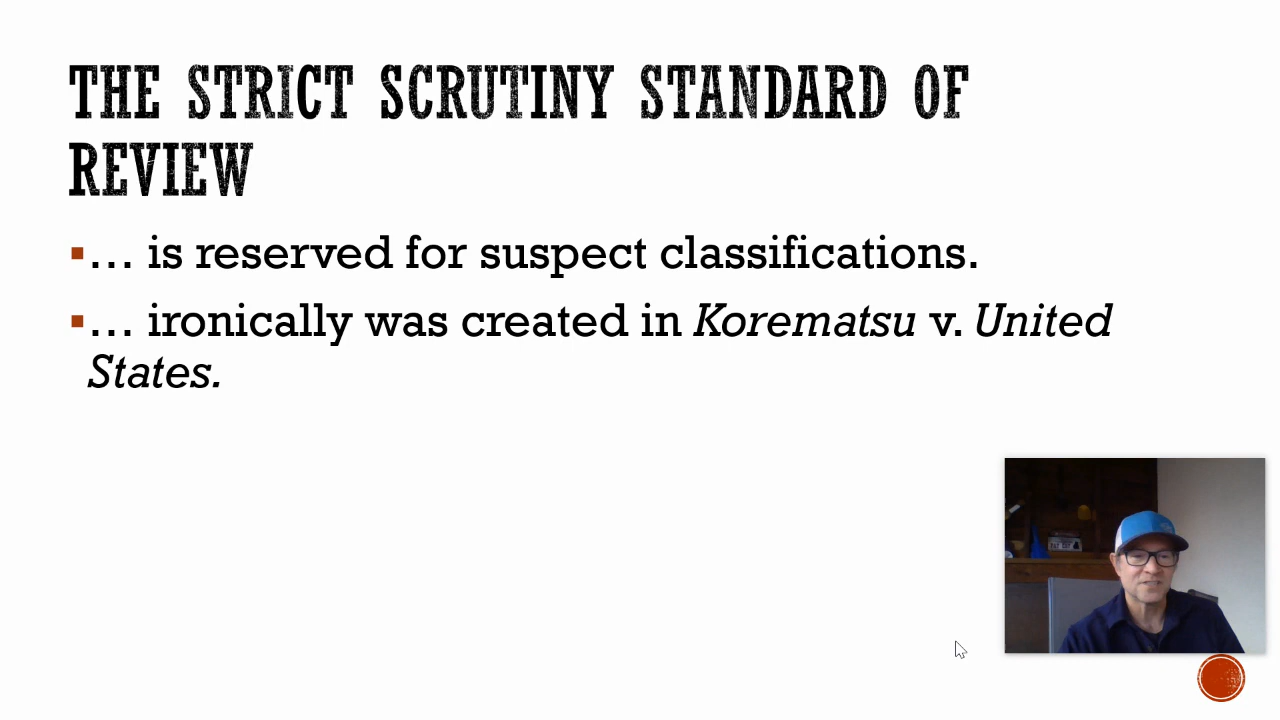 THE STRICT SCRUTINY STANDARD OF
REVIEW
▪… is reserved for suspect classifications.
▪… ironically was created in Korematsu v. United
States.